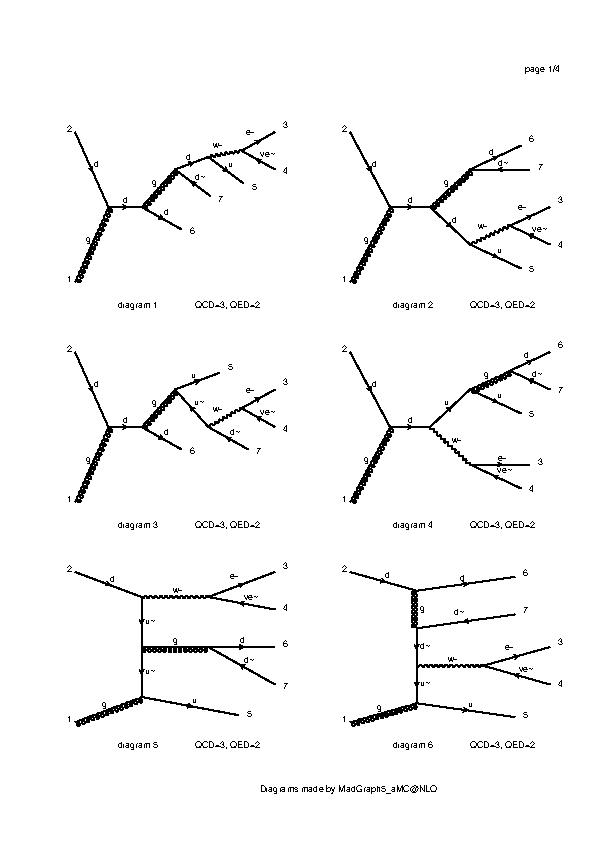 page 1/4
2
d
g
1
d
g
d
d
d~
w-
u
e-
ve~
3
4
5
7
6
diagram 1 QCD=3, QED=2
2
d
g
1
d
g
d
d
d~
w-
u
e-
ve~
6
7
3
4
5
diagram 2 QCD=3, QED=2
2
d
g
1
d
g
d
u
u~
w-
d~
e-
ve~
5
3
4
7
6
diagram 3 QCD=3, QED=2
2
d
g
1
d
u
g
u
w-
d
d~
e-
ve~
6
7
5
3
4
diagram 4 QCD=3, QED=2
2
d
w-
e-
ve~
3
4
u~
g
d
d~
6
7
u~
g
1
u
5
diagram 5 QCD=3, QED=2
2
d
d
6
g
d~
7
d~
w-
e-
ve~
3
4
u~
g
1
u
5
diagram 6 QCD=3, QED=2
Diagrams made by MadGraph5_aMC@NLO